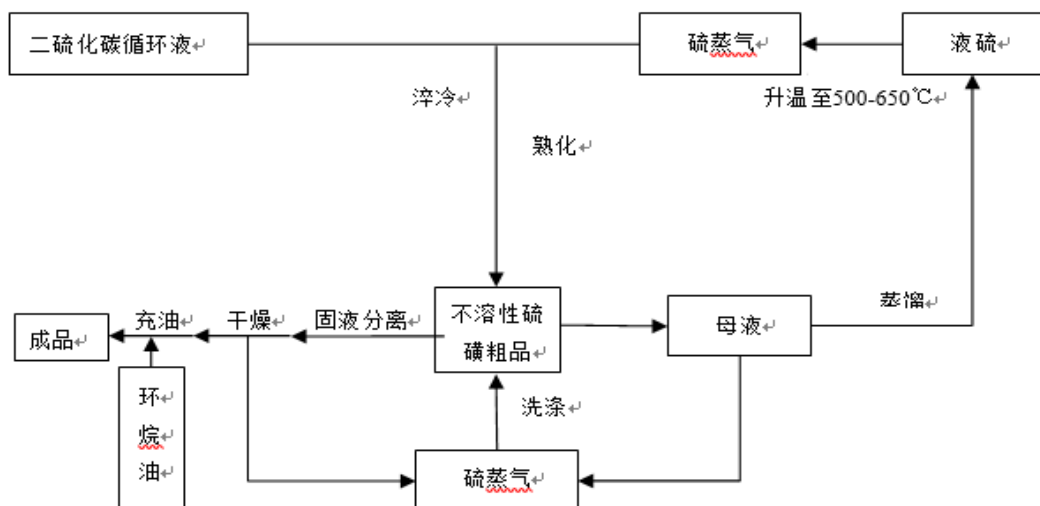 二硫化碳循环液
硫蒸气
液硫
淬冷
升温至500-650℃
熟化
不溶性硫
磺粗品
母液
蒸馏
固液分离
干燥
充油
成品
环
烷
油
洗涤
硫蒸气